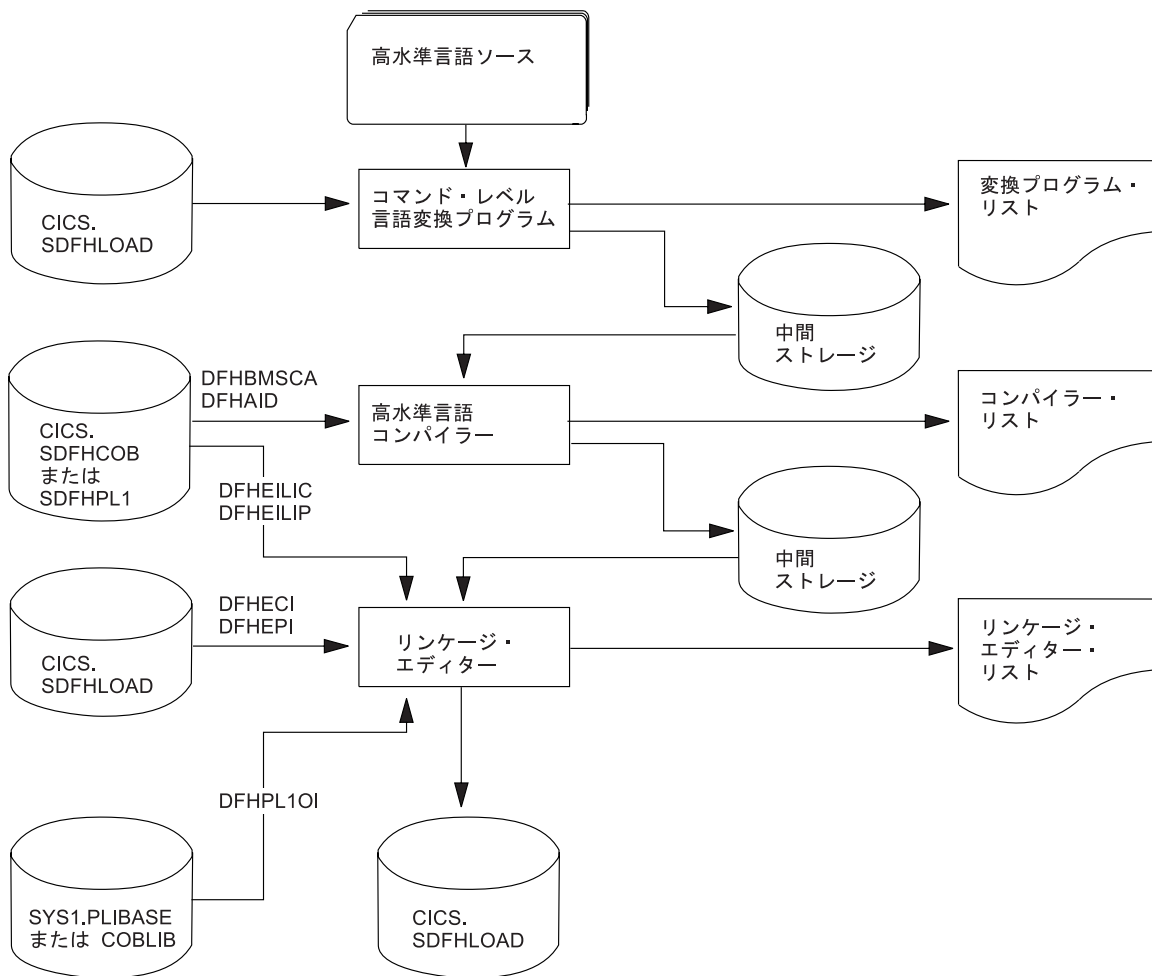 高水準言語ソース
CICS.
SDFHLOAD
コマンド・レベル
言語変換プログラム
変換プログラム・
リスト
中間
ストレージ
DFHBMSCA
DFHAID
CICS.
SDFHCOB
または
SDFHPL1
高水準言語
コンパイラー
コンパイラー・
リスト
DFHEILIC
DFHEILIP
中間
ストレージ
DFHECI
DFHEPI
CICS.
SDFHLOAD
リンケージ・
エディター
リンケージ・
エディター・
リスト
DFHPL1OI
SYS1.PLIBASE
または COBLIB
CICS.
SDFHLOAD